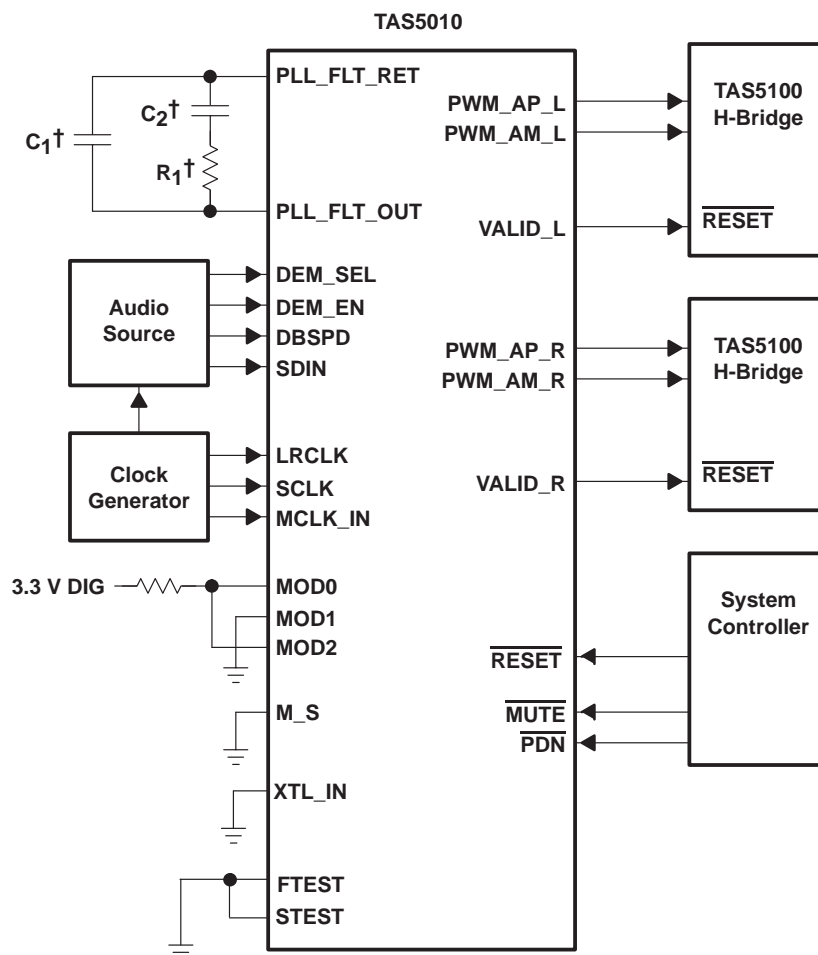 TAS5010
PLL_FLT_RET
C2†
C1†
R1†
PLL_FLT_OUT
Audio
Source
DEM_SEL
DEM_EN
DBSPD
SDIN
Clock
Generator
LRCLK
SCLK
MCLK_IN
3.3 V DIG
MOD0
MOD1
MOD2
M_S
XTL_IN
FTEST
STEST
PWM_AP_L
PWM_AM_L
VALID_L
TAS5100
H-Bridge
RESET
PWM_AP_R
PWM_AM_R
VALID_R
TAS5100
H-Bridge
RESET
System
Controller
RESET
MUTE
PDN